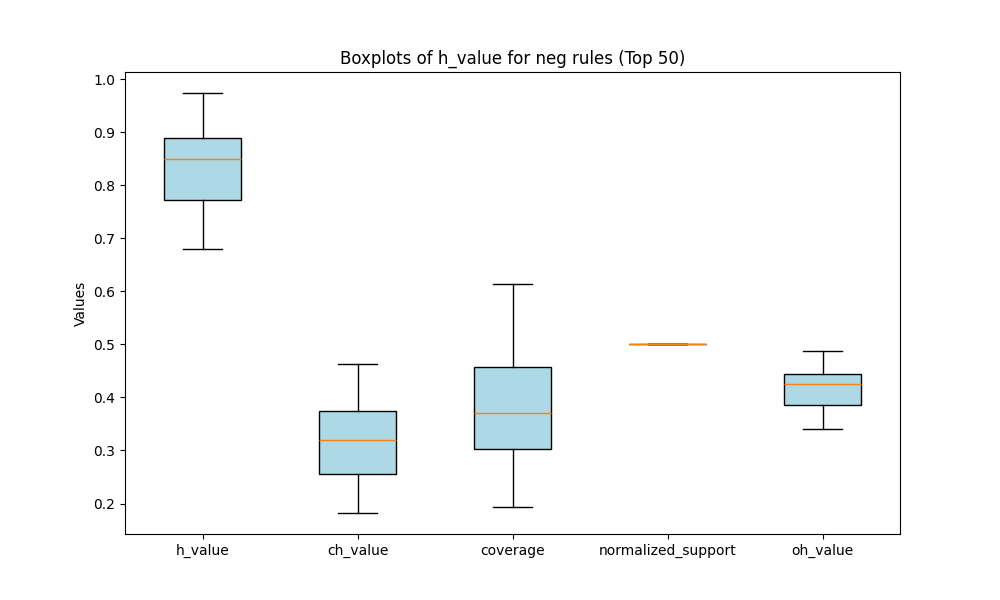 Boxplots of h_value for neg rules (Top 50)
1.0
0.9
0.8
0.7
0.6
0.5
0.4
0.3
0.2
Values
h_value
ch_value
coverage
normalized_support
oh_value